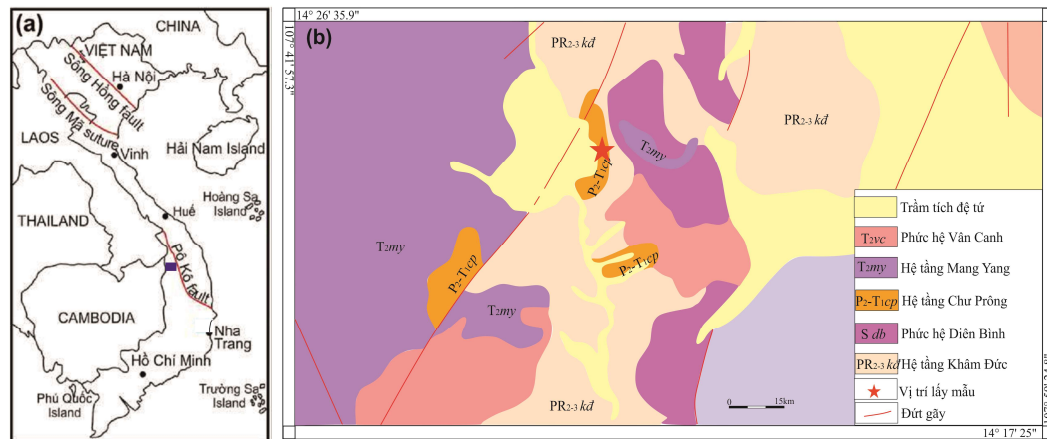 (a)
CHINA
VIỆT NAM
Sông Hồng fault
Hà Nội
Sông Mã suture
LAOS
Vinh
Hải Nam Island
THAILAND
Huế
Hoàng Sa
Island
Pô Kô fault
CAMBODIA
Nha
Trang
Hồ Chí Minh
Phú Quốc
Island
Trường Sa
Island
14° 26' 35.9"
107° 41' 57.3"
(b)
PR2-3 kđ
PR2-3 kđ
T2my
P2-T1cp
T2my
P2-T1cp
P2-T1cp
T2my
PR2-3 kđ
0 15km
Trầm tích đệ tứ
T2vc Phức hệ Vân Canh
T2my Hệ tầng Mang Yang
P2-T1cp Hệ tầng Chư Prông
S db Phức hệ Diên Bình
PR2-3 kđ Hệ tầng Khâm Đức
Vị trí lấy mẫu
Đứt gãy
14° 17' 25"